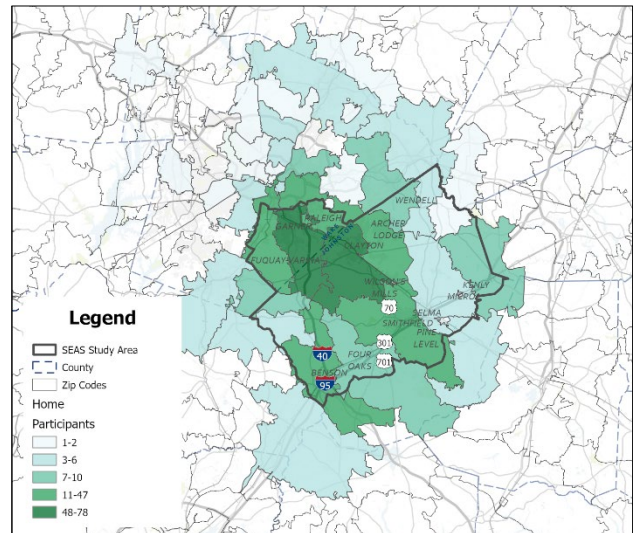 WENDELL
RALEIGH
GARNER
ARCHER
LODGE
CLAYTON
FUQUAY-VARINA
WILSON'S
MILLS
KENLY
MICRO
70
SELMA
SMITHFIELD
PINE
LEVEL
301
701
40
FOUR
OAKS
BENSON
95
Legend
SEAS Study Area
County
Zip Codes
Home
Participants
1-2
3-6
7-10
11-47
48-78